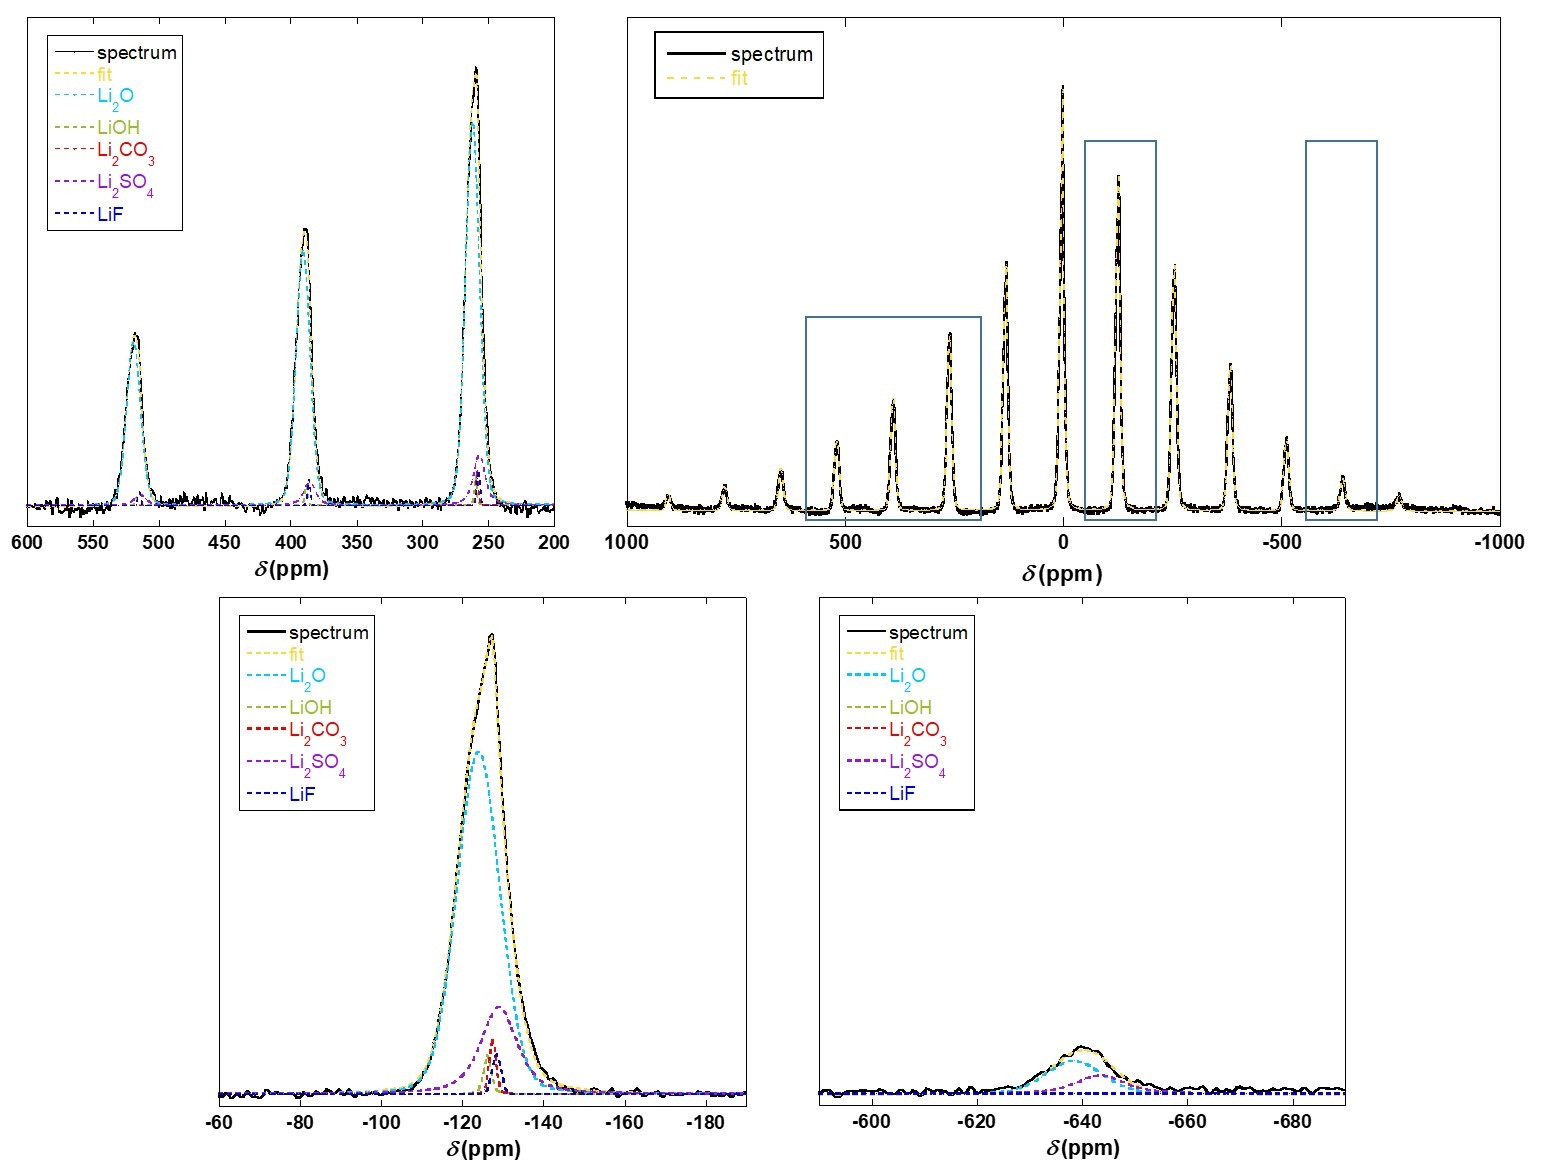 spectrum
fit
Li2O
LiOH
Li2CO3
Li2SO4
LiF
600 550 500 450 400 350 300 250 200
δ(ppm)
spectrum
fit
1000 500 0 -500 -1000
δ(ppm)
spectrum
fit
Li2O
LiOH
Li2CO3
Li2SO4
LiF
-60 -80 -100 -120 -140 -160 -180
δ(ppm)
spectrum
fit
Li2O
LiOH
Li2CO3
Li2SO4
LiF
-600 -620 -640 -660 -680
δ(ppm)